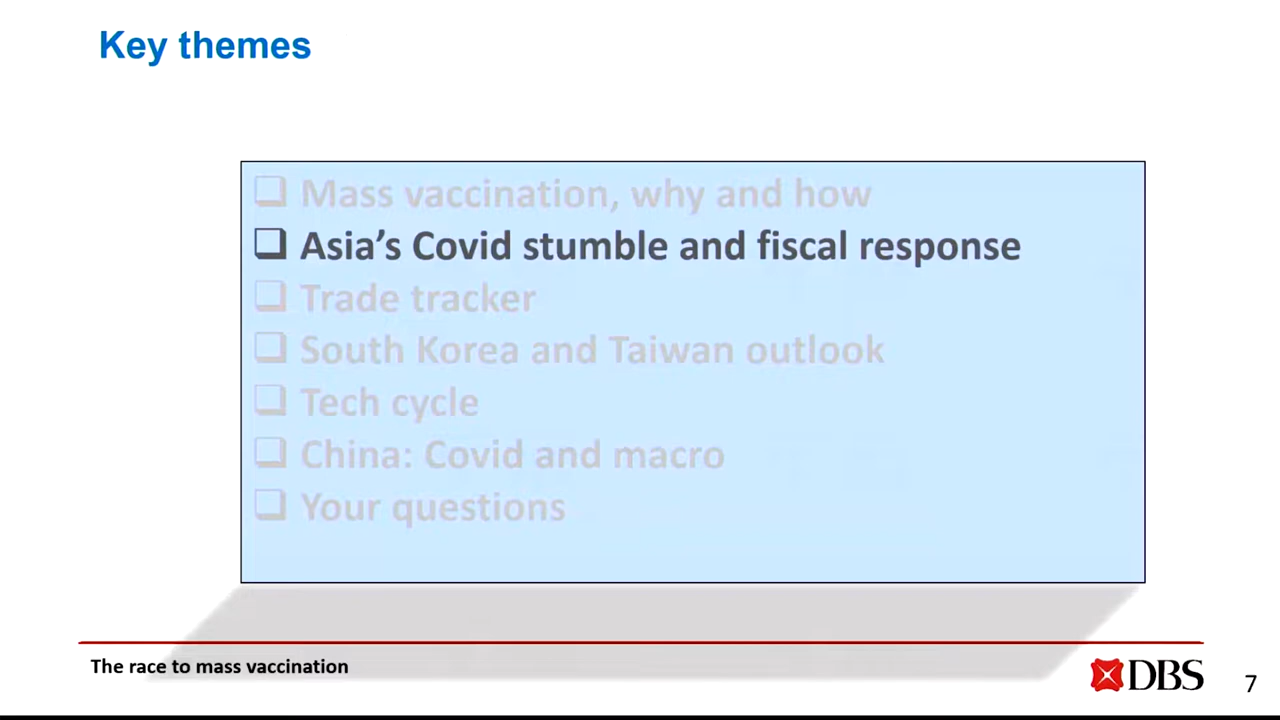 Key themes
Mass vaccination, why and how
Asia’s Covid stumble and fiscal response
Trade tracker
South Korea and Taiwan outlook
Tech cycle
China: Covid and macro
Your questions
The race to mass vaccination
DBS
7